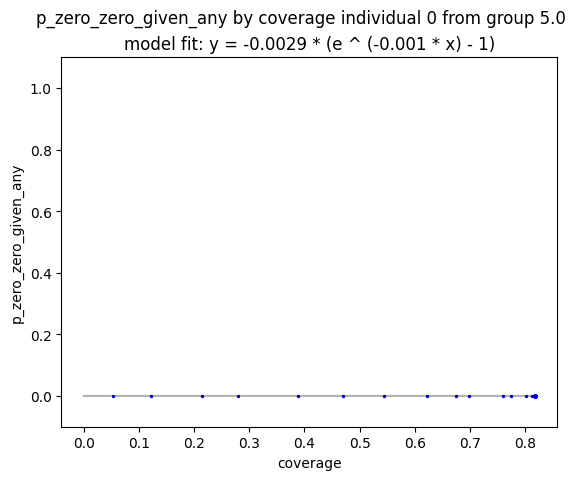 p_zero_zero_given_any by coverage individual 0 from group 5.0
model fit: y = -0.0029 * (e ^ (-0.001 * x) - 1)
p_zero_zero_given_any
1.0
0.8
0.6
0.4
0.2
0.0
0.0 0.1 0.2 0.3 0.4 0.5 0.6 0.7 0.8
coverage